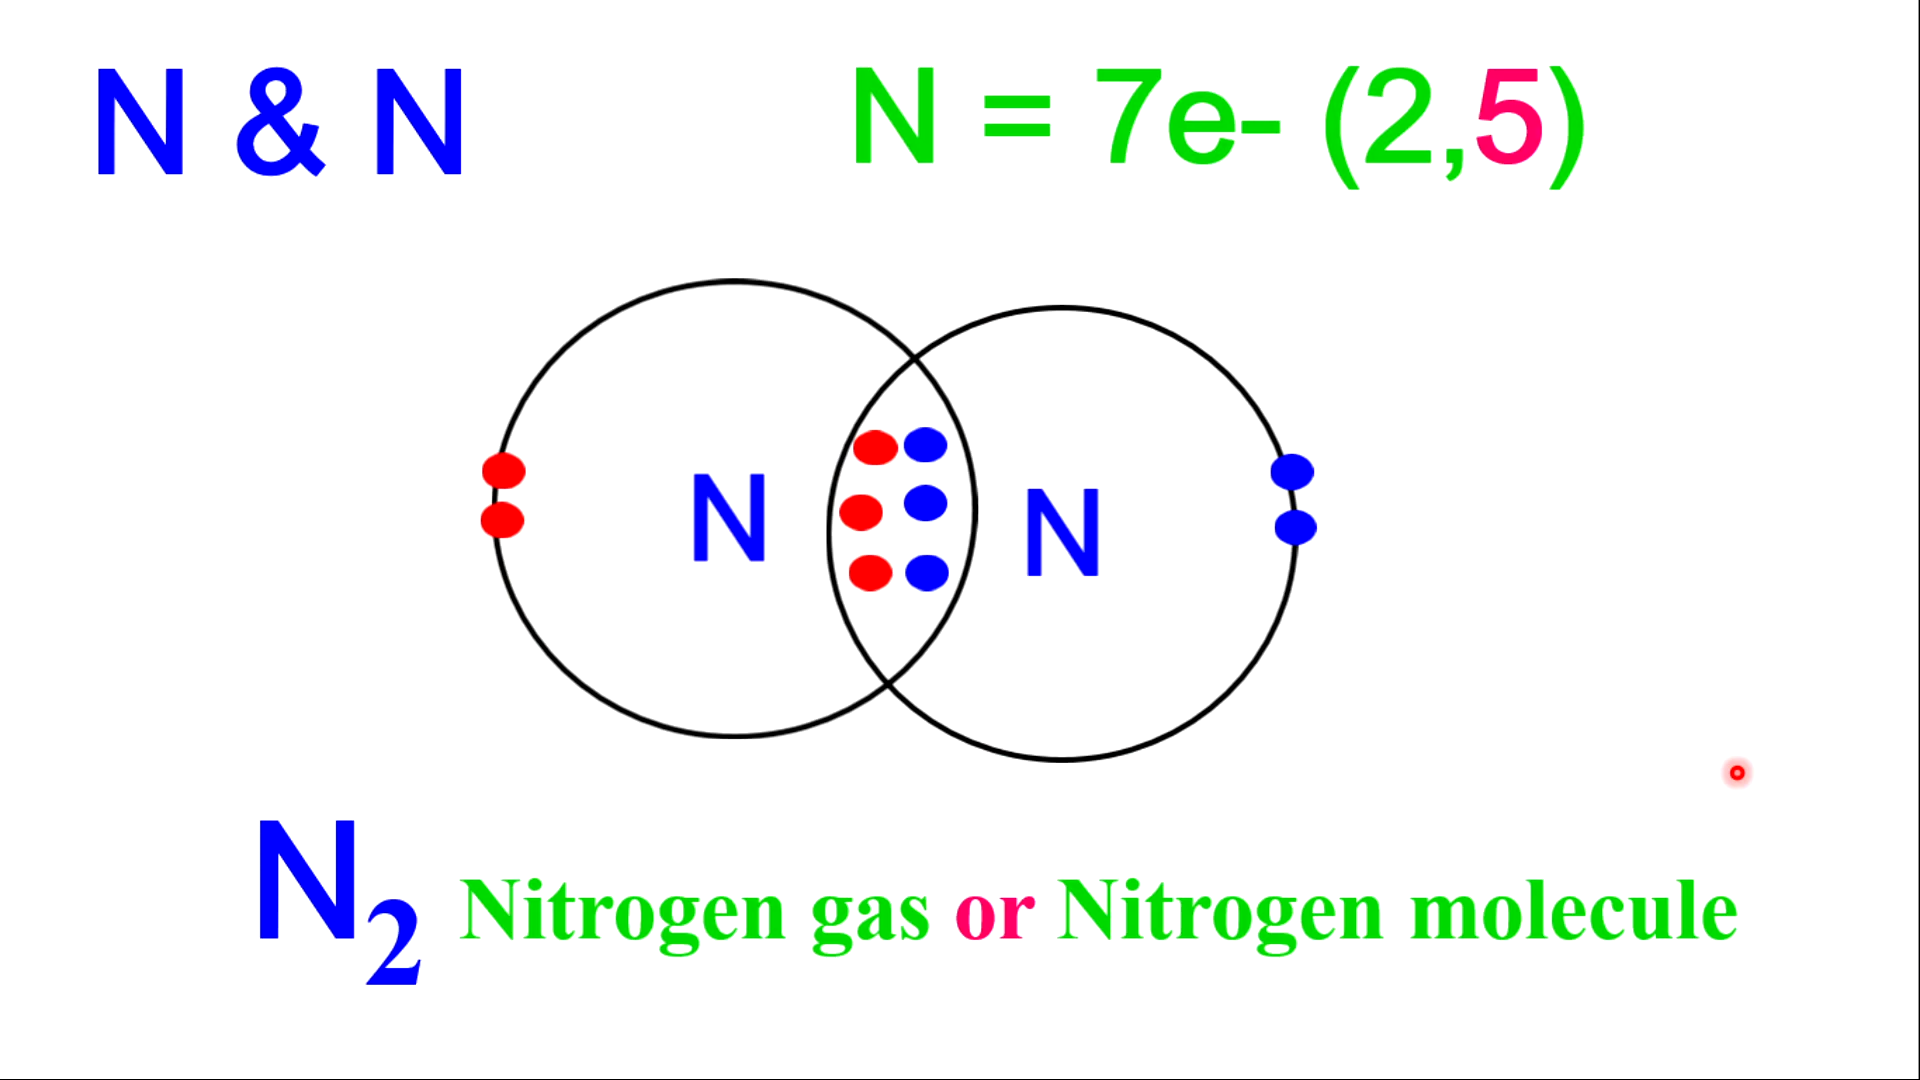 N & N
N = 7e- (2,5)
N N
N₂ Nitrogen gas or Nitrogen molecule